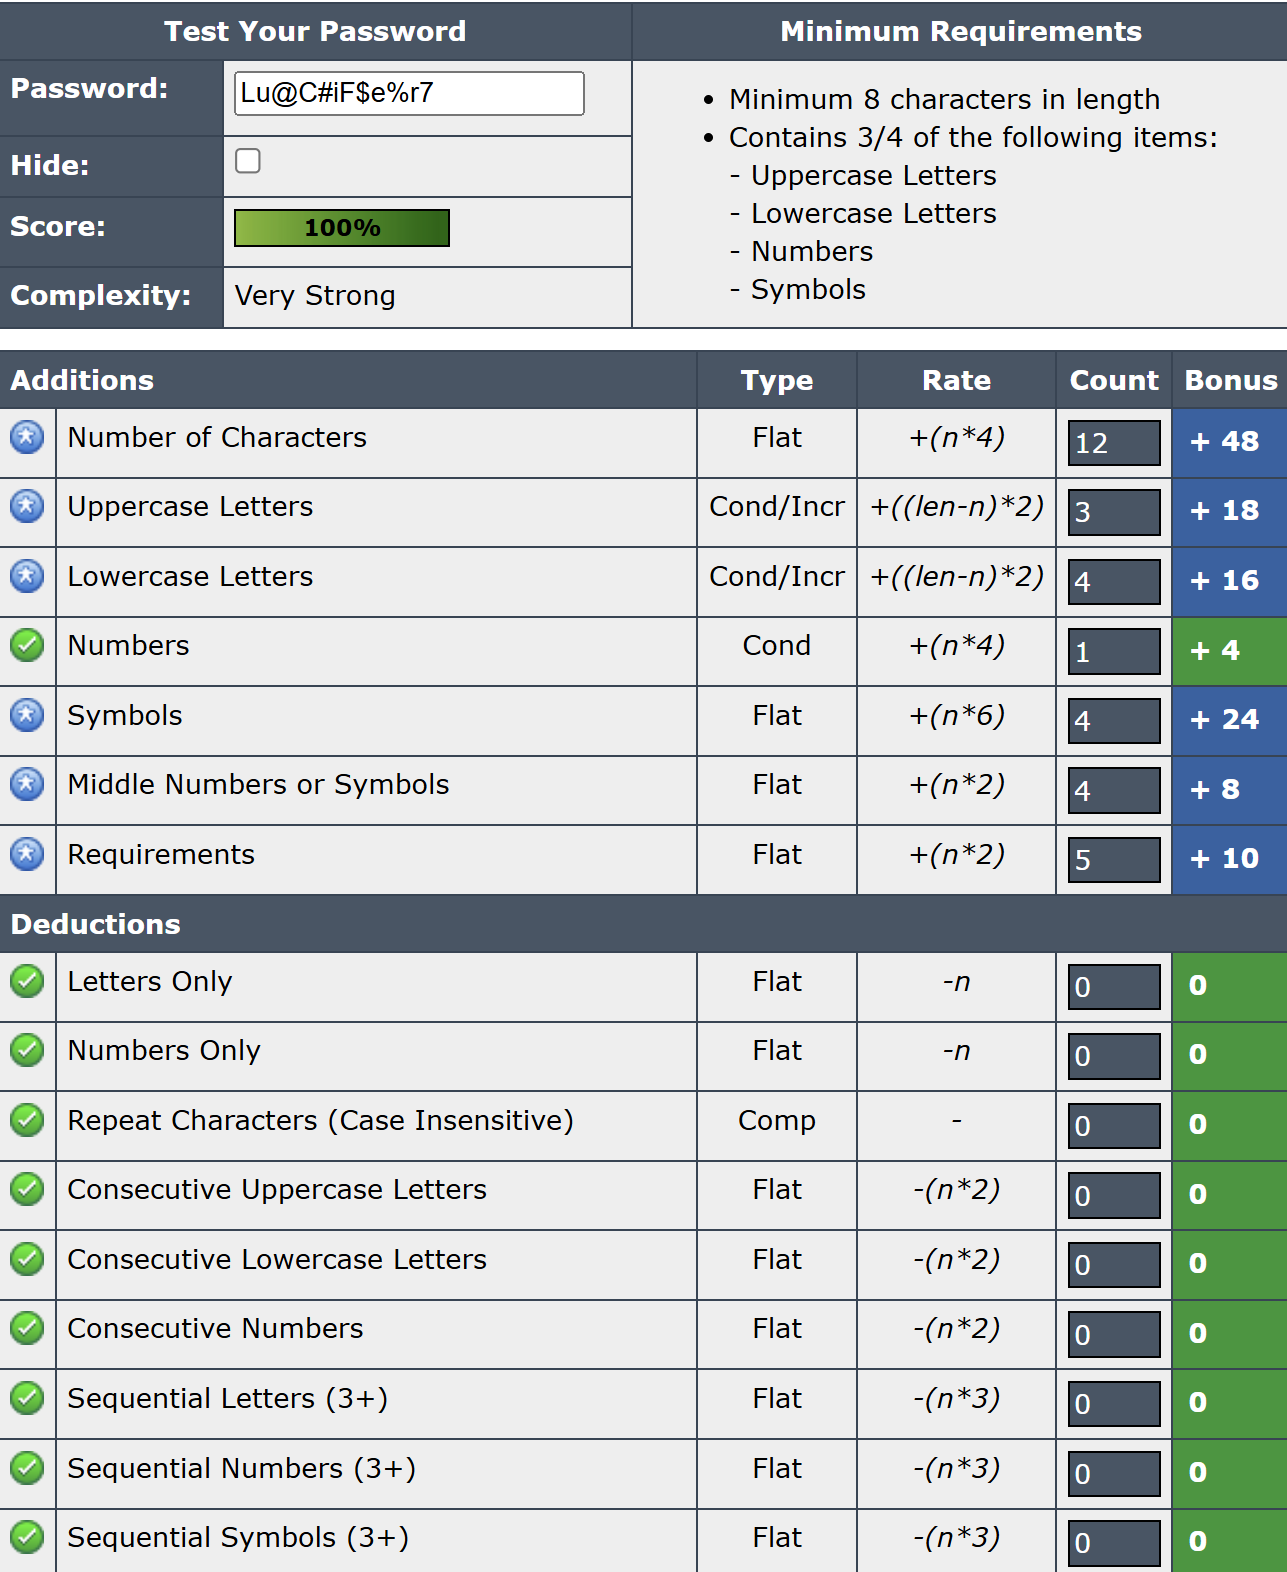 Test Your Password Minimum Requirements
Password: Lu@C#iF$e%r7
Hide:
Score: 100%
Complexity: Very Strong
• Minimum 8 characters in length
• Contains 3/4 of the following items:
- Uppercase Letters
- Lowercase Letters
- Numbers
- Symbols
Additions Type Rate Count Bonus
Number of Characters Flat +(n*4) 12 + 48
Uppercase Letters Cond/Incr +((len-n)*2) 3 + 18
Lowercase Letters Cond/Incr +((len-n)*2) 4 + 16
Numbers Cond +(n*4) 1 + 4
Symbols Flat +(n*6) 4 + 24
Middle Numbers or Symbols Flat +(n*2) 4 + 8
Requirements Flat +(n*2) 5 + 10
Deductions
Letters Only Flat -n 0 0
Numbers Only Flat -n 0 0
Repeat Characters (Case Insensitive) Comp - 0 0
Consecutive Uppercase Letters Flat -(n*2) 0 0
Consecutive Lowercase Letters Flat -(n*2) 0 0
Consecutive Numbers Flat -(n*2) 0 0
Sequential Letters (3+) Flat -(n*3) 0 0
Sequential Numbers (3+) Flat -(n*3) 0 0
Sequential Symbols (3+) Flat -(n*3) 0 0